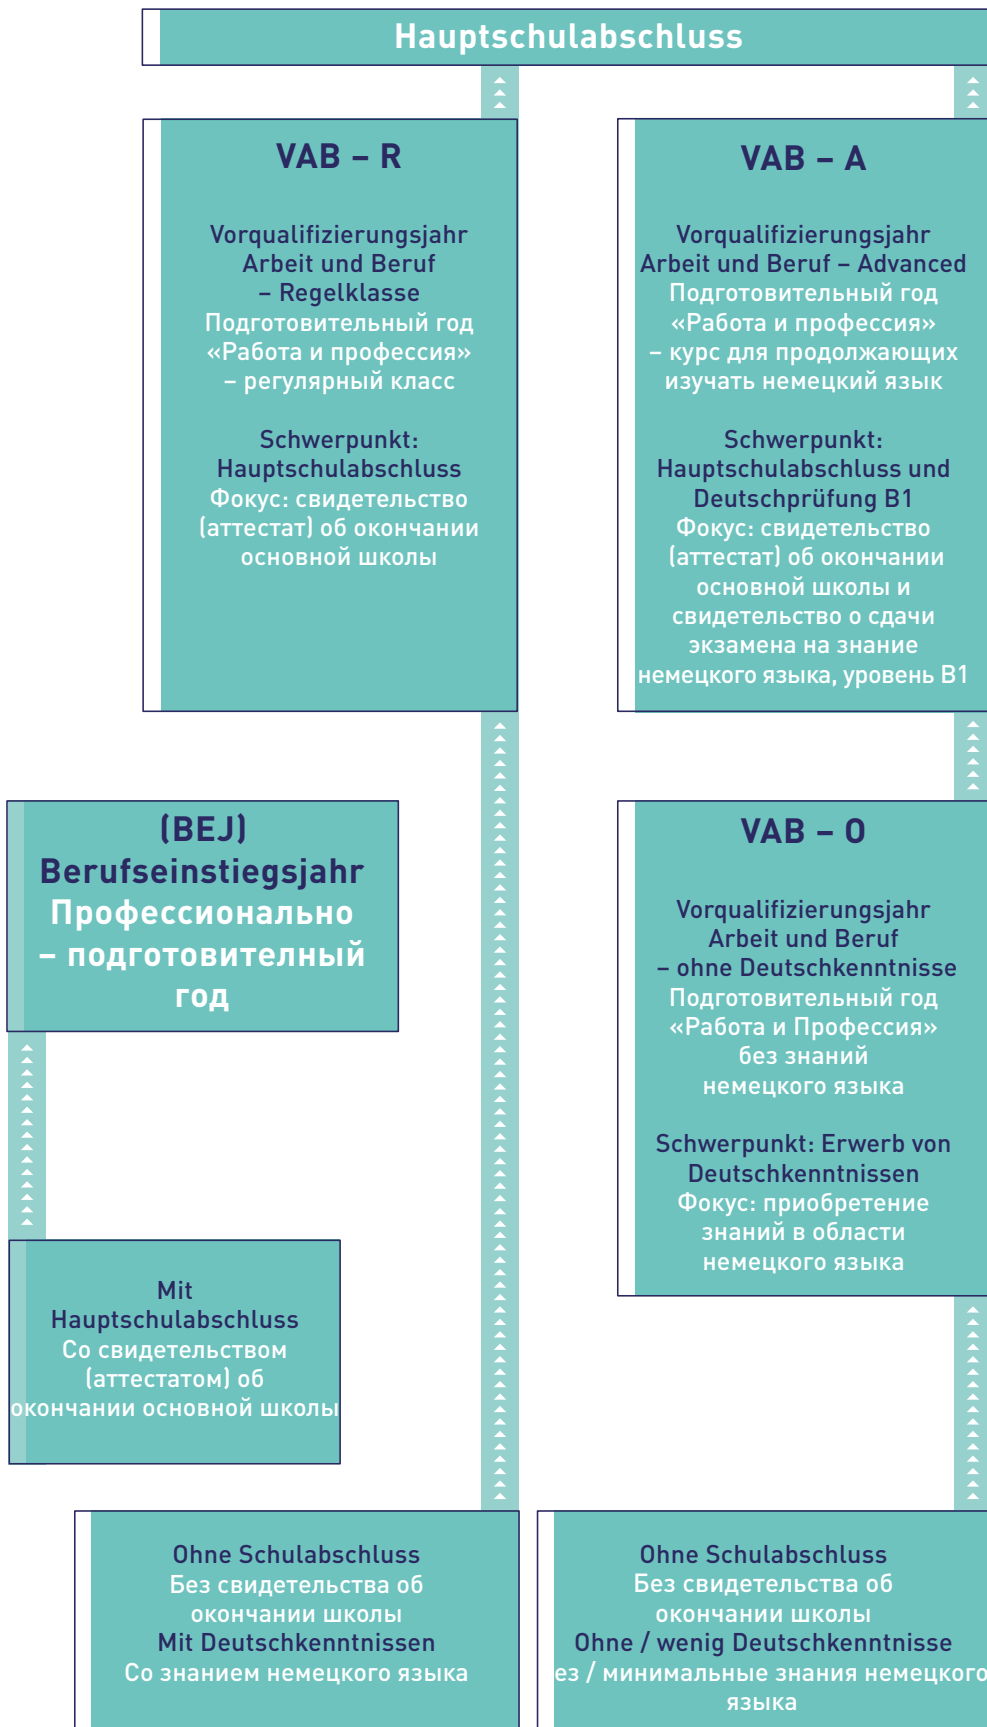 Hauptschulabschluss
VAB – R
Vorqualifizierungsjahr
Arbeit und Beruf
– Regelklasse
Подготовительный год
«Работа и профессия»
– регулярный класс
Schwerpunkt:
Hauptschulabschluss
Фокус: свидетельство
(аттестат) об окончании
основной школы
VAB – A
Vorqualifizierungsjahr
Arbeit und Beruf – Advanced
Подготовительный год
«Работа и профессия»
– курс для продолжающих
изучать немецкий язык
Schwerpunkt:
Hauptschulabschluss und
Deutschprüfung B1
Фокус: свидетельство
(аттестат) об окончании
основной школы и
свидетельство о сдачи
экзамена на знание
немецкого языка, уровень B1
(BEJ)
Berufseinstiegsjahr
Профессионально
– подготовителный
год
VAB – O
Vorqualifizierungsjahr
Arbeit und Beruf
– ohne Deutschkenntnisse
Подготовительный год
«Работа и Профессия»
без знаний
немецкого языка
Schwerpunkt: Erwerb von
Deutschkenntnissen
Фокус: приобретение
знаний в области
немецкого языка
Mit
Hauptschulabschluss
Со свидетельством
(аттестатом) об
окончании основной школы
Ohne Schulabschluss
Без свидетельства об
окончании школы
Mit Deutschkenntnissen
Со знанием немецкого языка
Ohne Schulabschluss
Без свидетельства об
окончании школы
Ohne / wenig Deutschkenntnisse
ез / минимальные знания немецкого
языка